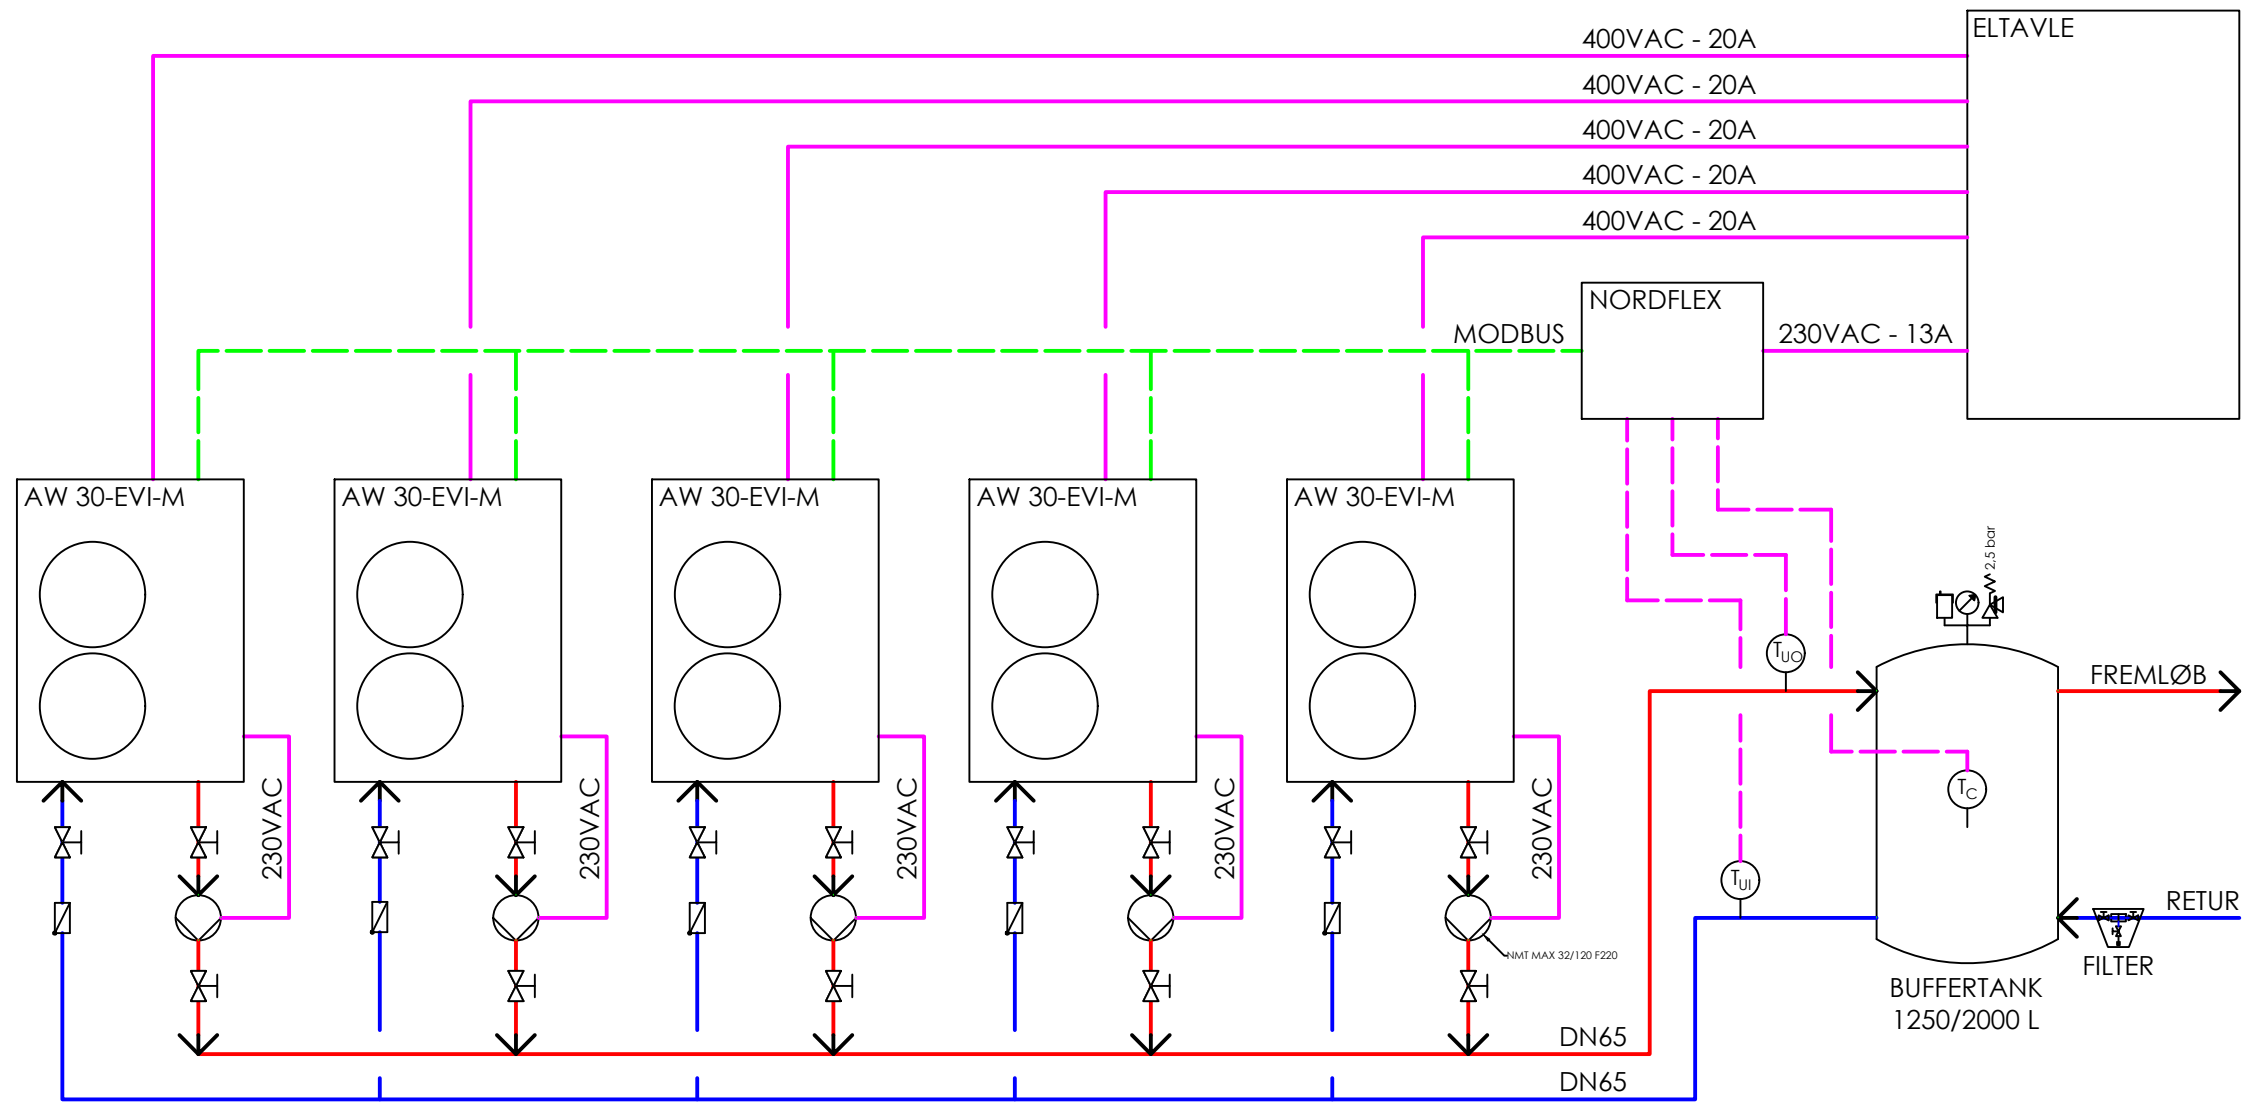 ELTAVLE
400VAC - 20A
400VAC - 20A
400VAC - 20A
400VAC - 20A
400VAC - 20A
NORDFLEX
MODBUS
230VAC - 13A
AW 30-EVI-M
AW 30-EVI-M
AW 30-EVI-M
AW 30-EVI-M
AW 30-EVI-M
2,5 bar
TUO
FREMLØB
TC
230VAC
230VAC
230VAC
230VAC
230VAC
TUI
RETUR
NMT MAX 32/120 F220
FILTER
BUFFERTANK
1250/2000 L
DN65
DN65